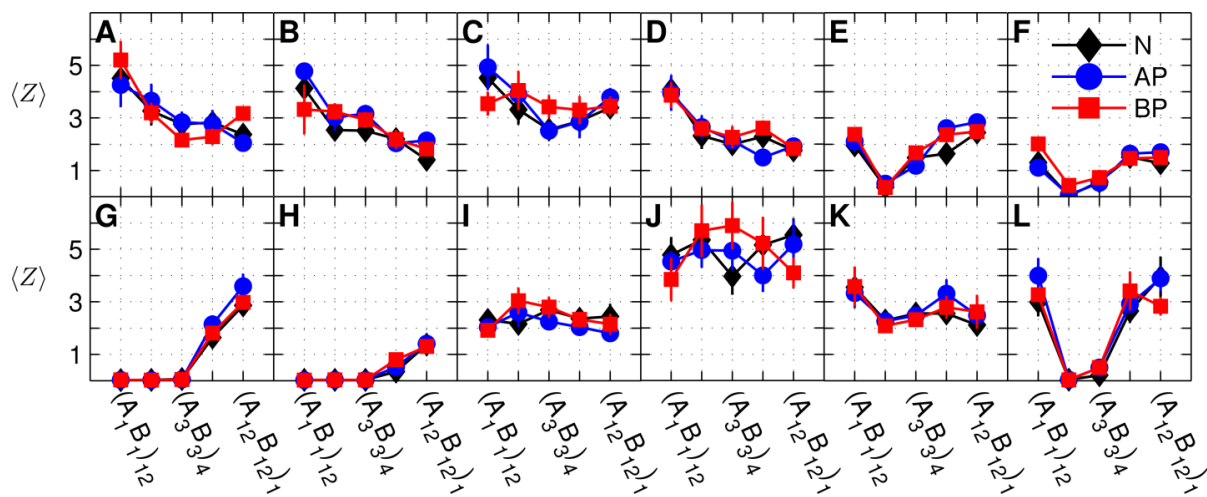 A B C D E F
N
AP
BP
⟨Z⟩
5
3
1
G H I J K L
⟨Z⟩
5
3
1
(A₁B₁)₁₂ (A₃B₃)₄ (A₁₂B₁₂)₁ (A₁B₁)₁₂ (A₃B₃)₄ (A₁₂B₁₂)₁ (A₁B₁)₁₂ (A₃B₃)₄ (A₁₂B₁₂)₁ (A₁B₁)₁₂ (A₃B₃)₄ (A₁₂B₁₂)₁ (A₁B₁)₁₂ (A₃B₃)₄ (A₁₂B₁₂)₁ (A₁B₁)₁₂ (A₃B₃)₄ (A₁₂B₁₂)₁